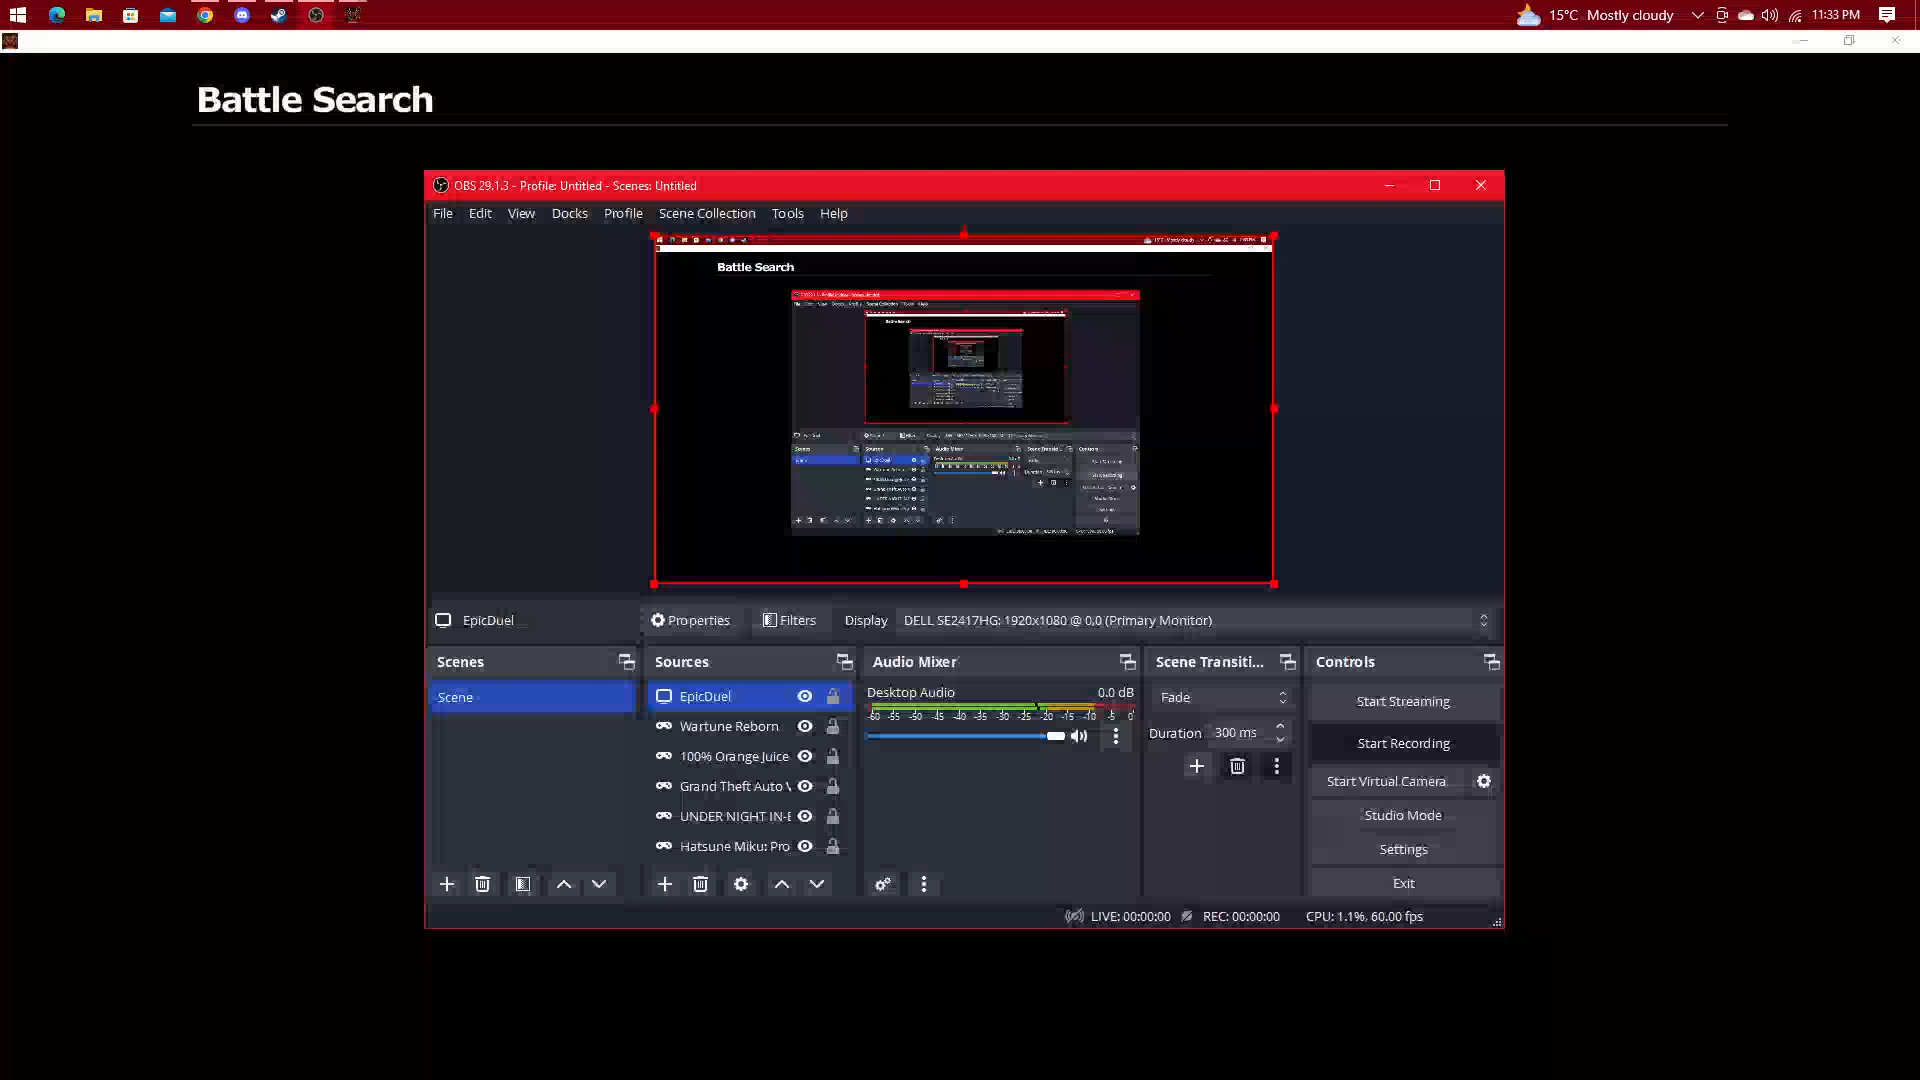 15°C Mostly cloudy 11:33 PM
Battle Search
OBS 29.1.3 - Profile: Untitled - Scenes: Untitled
File Edit View Docks Profile Scene Collection Tools Help
Battle Search
EpicDuel Properties Filters Display DELL SE2417HG: 1920x1080 @ 0,0 (Primary Monitor)
Scenes Sources Audio Mixer Scene Transiti... Controls
Scene
EpicDuel
Wartune Reborn
100% Orange Juice
Grand Theft Auto V
UNDER NIGHT IN-E
Hatsune Miku: Pro
Desktop Audio 0.0 dB
-60 -55 -50 -45 -40 -35 -30 -25 -20 -15 -10 -5 0
Fade
Duration 300 ms
Start Streaming
Start Recording
Start Virtual Camera
Studio Mode
Settings
Exit
LIVE: 00:00:00 REC: 00:00:00 CPU: 1.1%, 60.00 fps